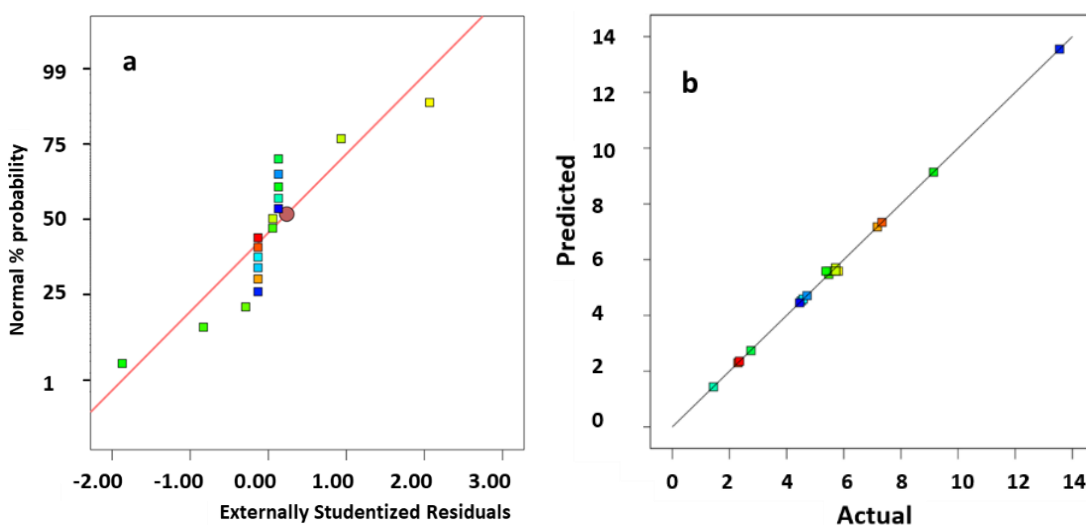 a
Normal % probability
99
75
50
25
1
-2.00 -1.00 0.00 1.00 2.00 3.00
Externally Studentized Residuals
b
Predicted
14
12
10
8
6
4
2
0
0 2 4 6 8 10 12 14
Actual